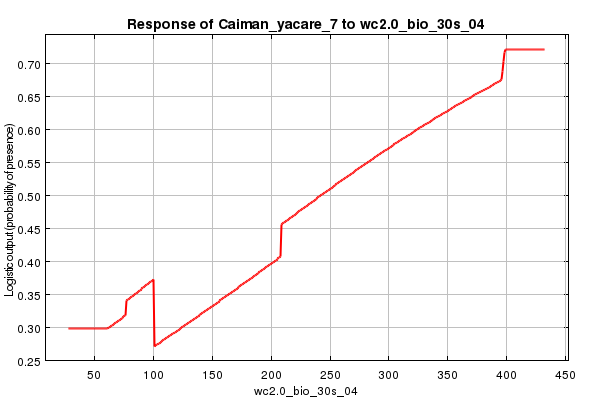 Response of Caiman_yacare_7 to wc2.0_bio_30s_04
Logistic output (probability of presence)
0.70
0.65
0.60
0.55
0.50
0.45
0.40
0.35
0.30
0.25
50 100 150 200 250 300 350 400 450
wc2.0_bio_30s_04